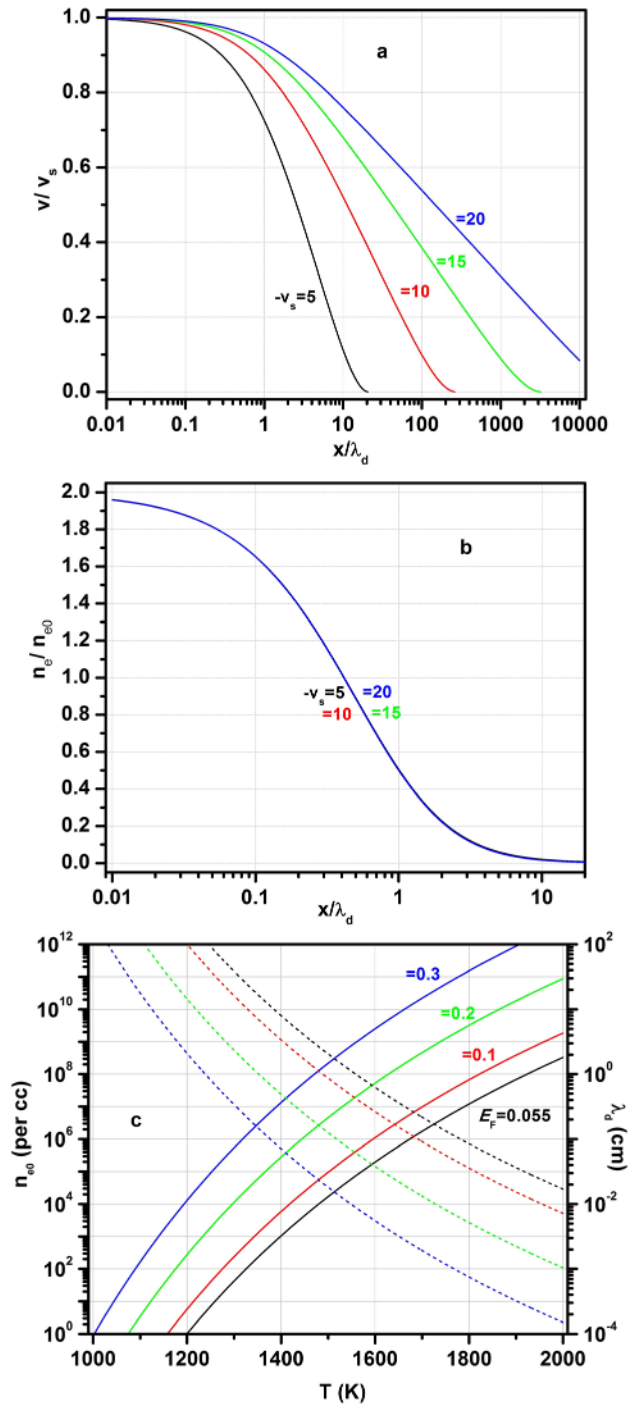 a
1.0
0.8
0.6
0.4
0.2
0.0
v/ v_s
=20
=15
-v_s=5
=10
0.01 0.1 1 10 100 1000 10000
x/λ_d
b
2.0
1.8
1.6
1.4
1.2
1.0
0.8
0.6
0.4
0.2
0.0
n_e/ n_e0
-v_s=5 =20
=10 =15
0.01 0.1 1 10
x/λ_d
10^12
10^10
10^8
10^6
10^4
10^2
10^0
n_e0 (per cc)
=0.3
=0.2
=0.1
E_F=0.055
c
10^2
10^0
10^-2
10^-4
λ_d (cm)
1000 1200 1400 1600 1800 2000
T (K)